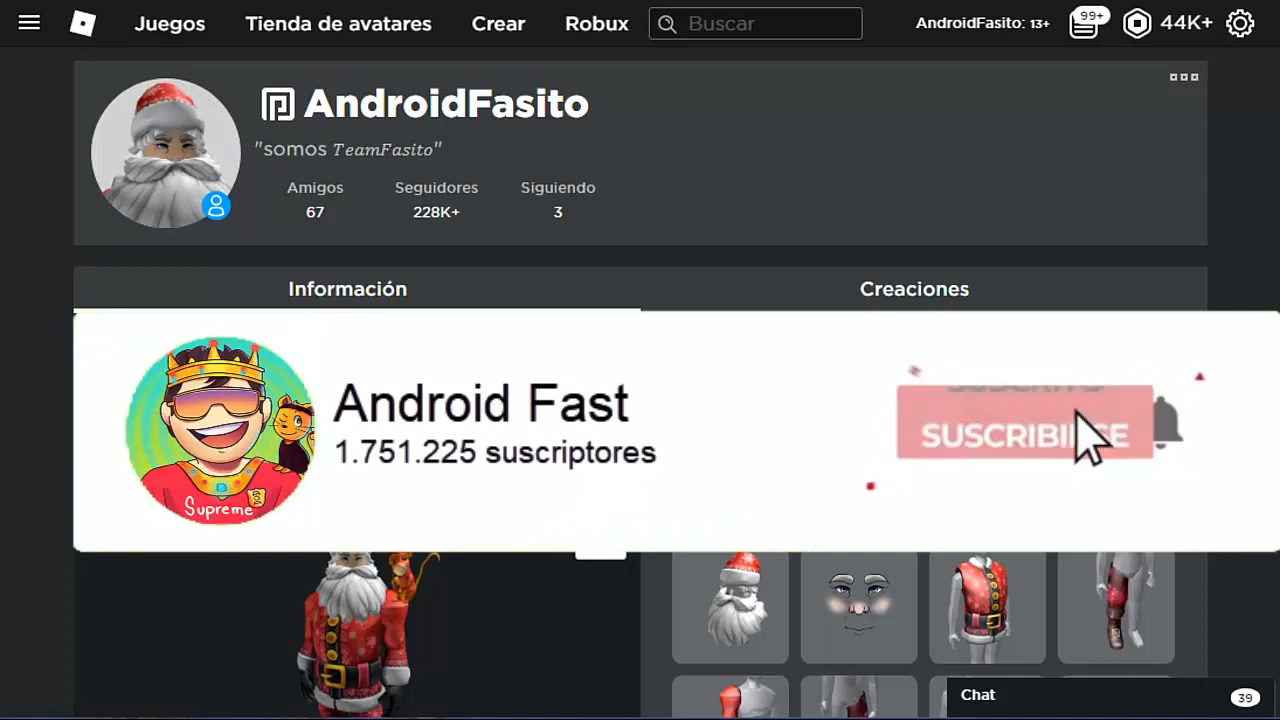 Juegos
Tienda de avatares
Crear
Robux
Buscar
AndroidFasito: 13+
99+
44K+
AndroidFasito
"somos TeamFasito"
Amigos
Seguidores
Siguiendo
67
228K+
3
Información
Creaciones
Android Fast
1.751.225 suscriptores
SUSCRIBIRSE
Supreme
Chat
39